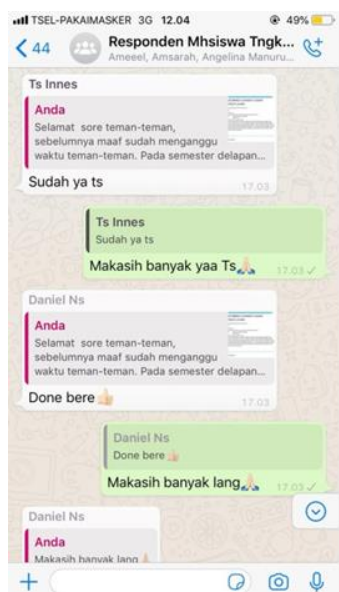 TSEL-PAKAIMASKER 3G 12.04 49%
44 Responden Mhsiswa Tngk...
Ameeel, Amsarah, Angelina Manuru...
Ts Innes
Anda
Selamat sore teman-teman,
sebelumnya maaf sudah menganggu
waktu teman-teman. Pada semester delapan...
Sudah ya ts
17.03
Ts Innes
Sudah ya ts
Makasih banyak yaa Ts🙏🏻
17.03
Daniel Ns
Anda
Selamat sore teman-teman,
sebelumnya maaf sudah menganggu
waktu teman-teman. Pada semester delapan...
Done bere👍🏻
17.03
Daniel Ns
Done bere👍🏻
Makasih banyak lang🙏🏻
17.03
Daniel Ns
Anda
Makasih banyak lang🙏🏻